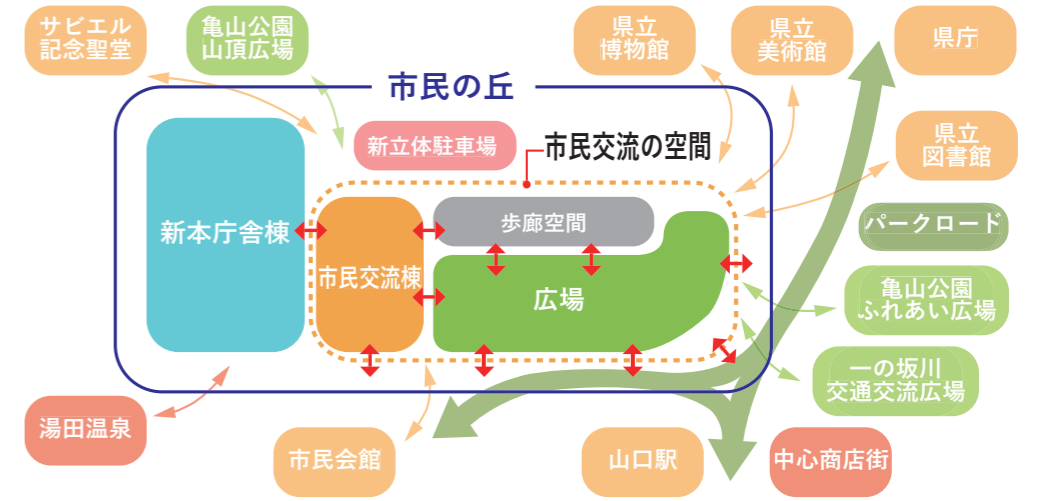 サビエル
記念聖堂
亀山公園
山頂広場
県立
博物館
県立
美術館
県庁
市民の丘
新立体駐車場
市民交流の空間
県立
図書館
新本庁舎棟
歩廊空間
パークロード
市民交流棟
広場
亀山公園
ふれあい広場
一の坂川
交通交流広場
湯田温泉
市民会館
山口駅
中心商店街